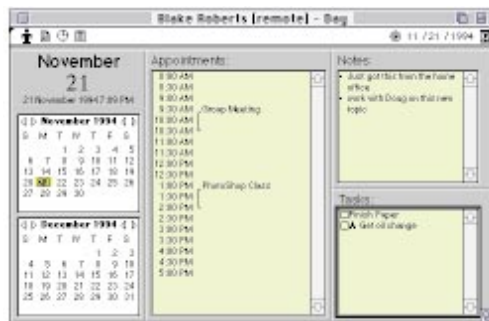 Blake Roberts (remote) - Day
11 / 21 / 1994
November
21
21 November 1994 7:09 PM
November 1994
S M T W T F S
1 2 3 4 5
6 7 8 9 10 11 12
13 14 15 16 17 18 19
20 21 22 23 24 25 26
27 28 29 30
December 1994
S M T W T F S
1 2 3
4 5 6 7 8 9 10
11 12 13 14 15 16 17
18 19 20 21 22 23 24
25 26 27 28 29 30 31
Appointments:
8:00 AM
8:30 AM
9:00 AM
9:30 AM Group Meeting
10:00 AM
10:30 AM
11:00 AM
11:30 AM
12:00 PM
12:30 PM
1:00 PM PhotoShop Class
1:30 PM
2:00 PM
2:30 PM
3:00 PM
3:30 PM
4:00 PM
4:30 PM
5:00 PM
Notes:
• Just got this from the home
office
• work with Doug on this new
topic
Tasks:
Finish Paper
A Get oil change